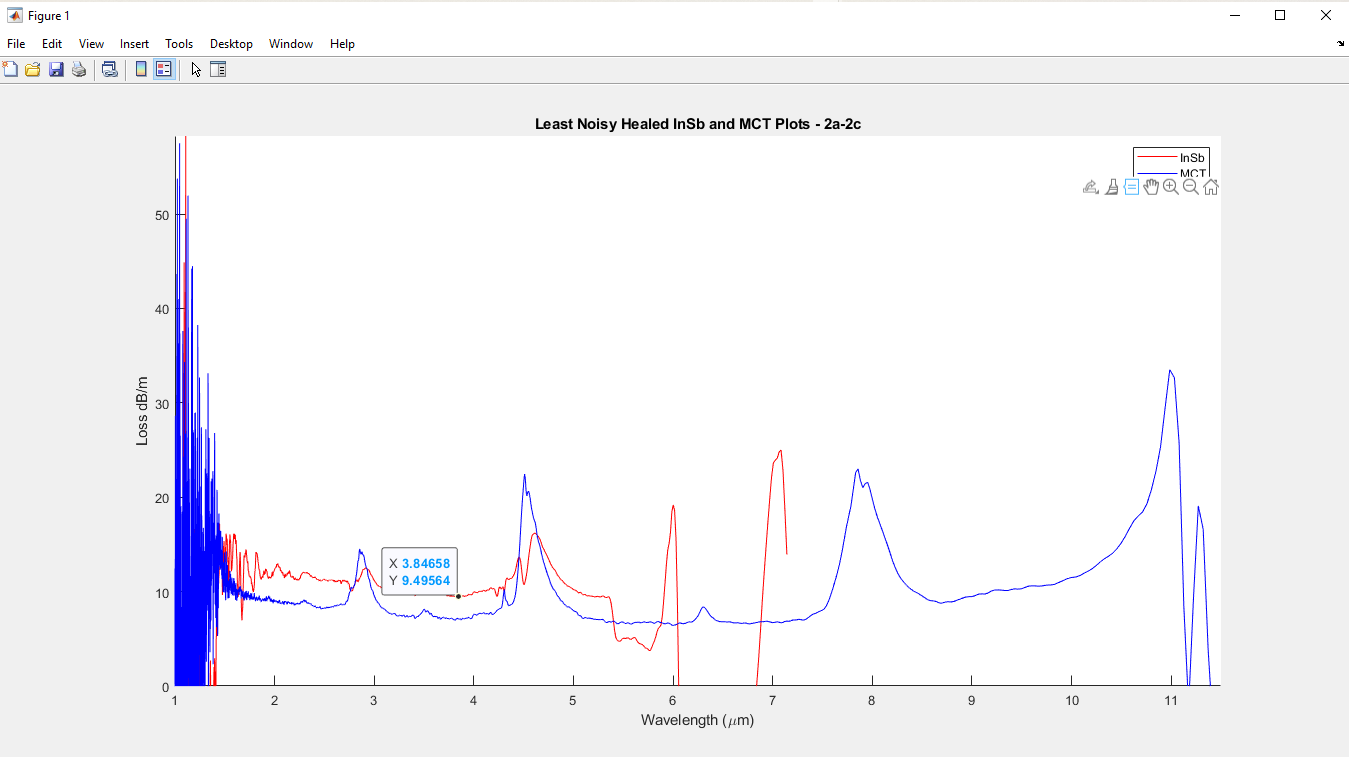 Figure 1
File Edit View Insert Tools Desktop Window Help
Least Noisy Healed InSb and MCT Plots - 2a-2c
InSb
MCT
50
40
30
20
10
0
Loss dB/m
X 3.84658
Y 9.49564
1 2 3 4 5 6 7 8 9 10 11
Wavelength (μm)